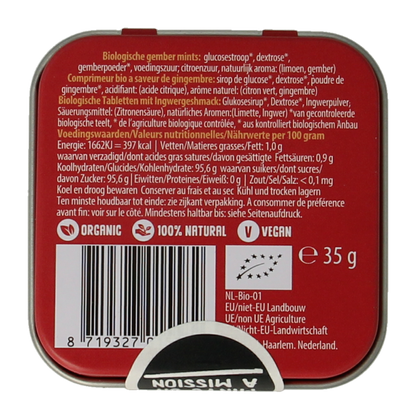 Biologische gember mints: glucosestroop*, dextrose*,
gemberpoeder*, voedingszuur; citroenzuur, natuurlijk aroma: (limoen, gember)
Comprimeur bio a saveur de gingembre: sirop de glucose*, dextrose*, poudre de
gingembre*, acidifiant: (acide citrique), arôme naturel: (citron vert, gingembre)
Biologische Tabletten mit Ingwergeschmack: Glukosesirup*, Dextrose*, Ingwerpulver,
Säuerungsmittel: (Zitronensäure), natürliches Aromen:(Limette, Ingwer) *van gecontroleerde
biologische teelt, * de l'agriculture biologique contrôlée, * aus kontrolliert biologischem Anbau
Voedingswaarden/Valeurs nutritionnelles/Nährwerte per 100 gram
Energie: 1662KJ = 397 kcal | Vetten/Matieres grasses/Fett: 1,0 g
waarvan verzadigd/dont acides gras satures/davon gesättigte Fettsäuren: 0,9 g
Koolhydraten/Glucides/Kohlenhydrate: 95,6 g waarvan suikers/dont sucres/
davon Zucker: 95,6 g | Eiwitten/Proteines/Eiweiß: 0 g | Zout/Sel/Salz: < 0,1 mg
Koel en droog bewaren Conserver au frais et au sec Kühl und trocken lagern
Ten minste houdbaar tot einde: zie zijkant verpakking. A consommer de préférence
avant fin: voir sur le côté. Mindestens haltbar bis: siehe Seitenaufdruck.
ORGANIC 100% NATURAL V VEGAN
e 35 g
NL-Bio-01
EU/niet-EU Landbouw
EU/non UE Agriculture
Nicht-EU-Landwirtschaft
Haarlem. Nederland.
8 719327 0
A MISSION